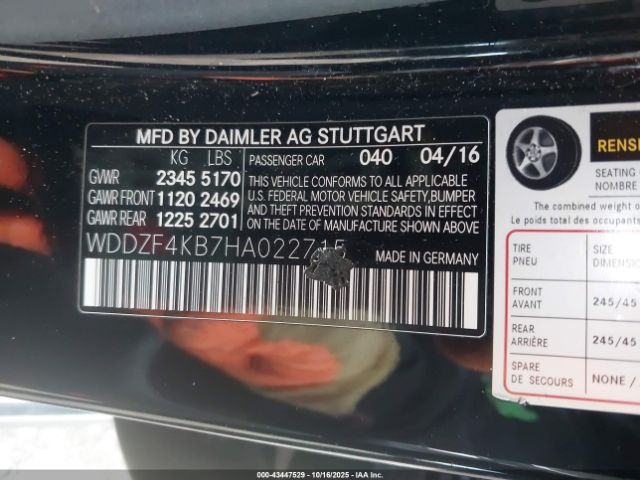 MFD BY DAIMLER AG STUTTGART
KG LBS
GVWR 2345 5170
GAWR FRONT 1120 2469
GAWR REAR 1225 2701
PASSENGER CAR 040 04/16
THIS VEHICLE CONFORMS TO ALL APPLICABLE
U.S. FEDERAL MOTOR VEHICLE SAFETY,BUMPER
AND THEFT PREVENTION STANDARDS IN EFFECT
ON THE DATE OF MANUFACTURE SHOWN ABOVE
MADE IN GERMANY
SEATING
NOMBRE
The combined weight of
Le poids total des occupants
TIRE SIZE
PNEU DIMENSION
FRONT
AVANT 245/45
REAR
ARRIÈRE 245/45
SPARE
DE SECOURS NONE /
000-43447529 - 10/16/2025 - IAA Inc.